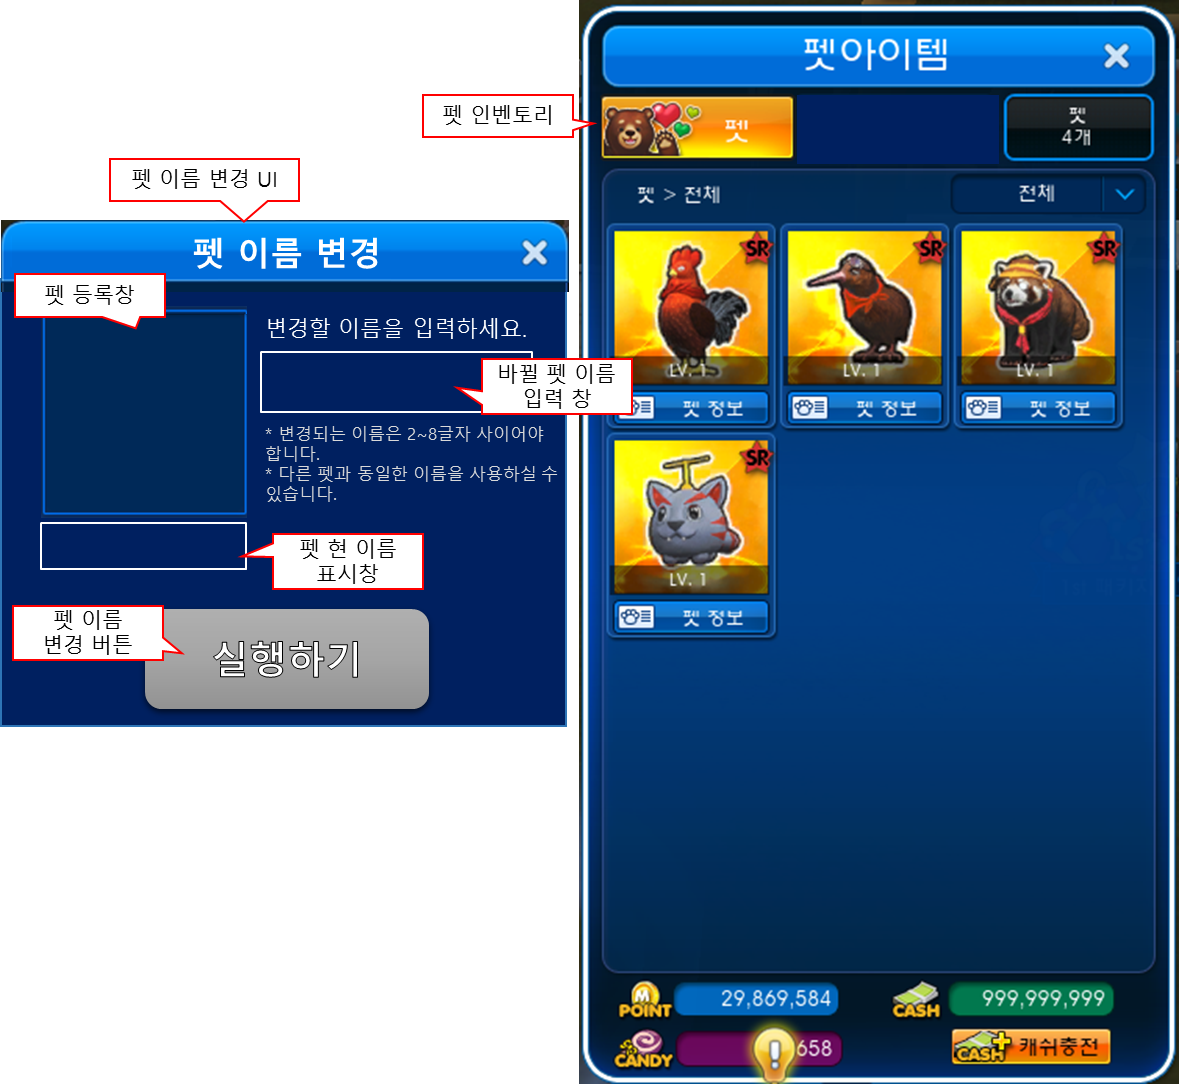 펫 이름 변경 UI
펫 이름 변경
펫 등록창
변경할 이름을 입력하세요.
바뀔 펫 이름
입력 창
* 변경되는 이름은 2~8글자 사이어야
합니다.
* 다른 펫과 동일한 이름을 사용하실 수
있습니다.
펫 현 이름
표시창
펫 이름
변경 버튼
실행하기
펫 인벤토리
펫아이템
펫
펫
4개
펫 > 전체
전체
SR
SR
SR
LV. 1
LV. 1
LV. 1
펫 정보
펫 정보
펫 정보
SR
LV. 1
펫 정보
M
POINT
29,869,584
CASH
999,999,999
CANDY
658
CASH
캐쉬충전